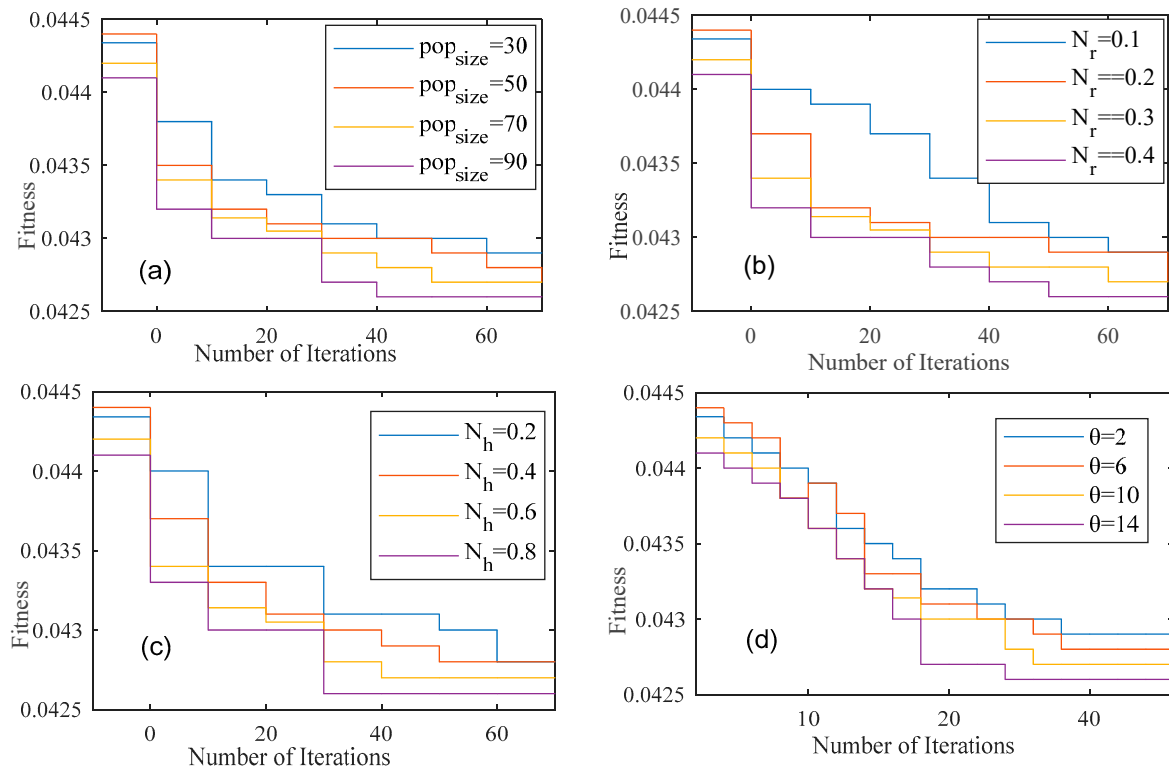 0.0445
0.044
0.0435
0.043
0.0425
Fitness
pop_size=30
pop_size=50
pop_size=70
pop_size=90
(a)
0 20 40 60
Number of Iterations
0.0445
0.044
0.0435
0.043
0.0425
Fitness
N_r=0.1
N_r==0.2
N_r==0.3
N_r==0.4
(b)
0 20 40 60
Number of Iterations
0.0445
0.044
0.0435
0.043
0.0425
Fitness
N_h=0.2
N_h=0.4
N_h=0.6
N_h=0.8
(c)
0 20 40 60
Number of Iterations
0.0445
0.044
0.0435
0.043
0.0425
Fitness
θ=2
θ=6
θ=10
θ=14
(d)
10 20 40
Number of Iterations